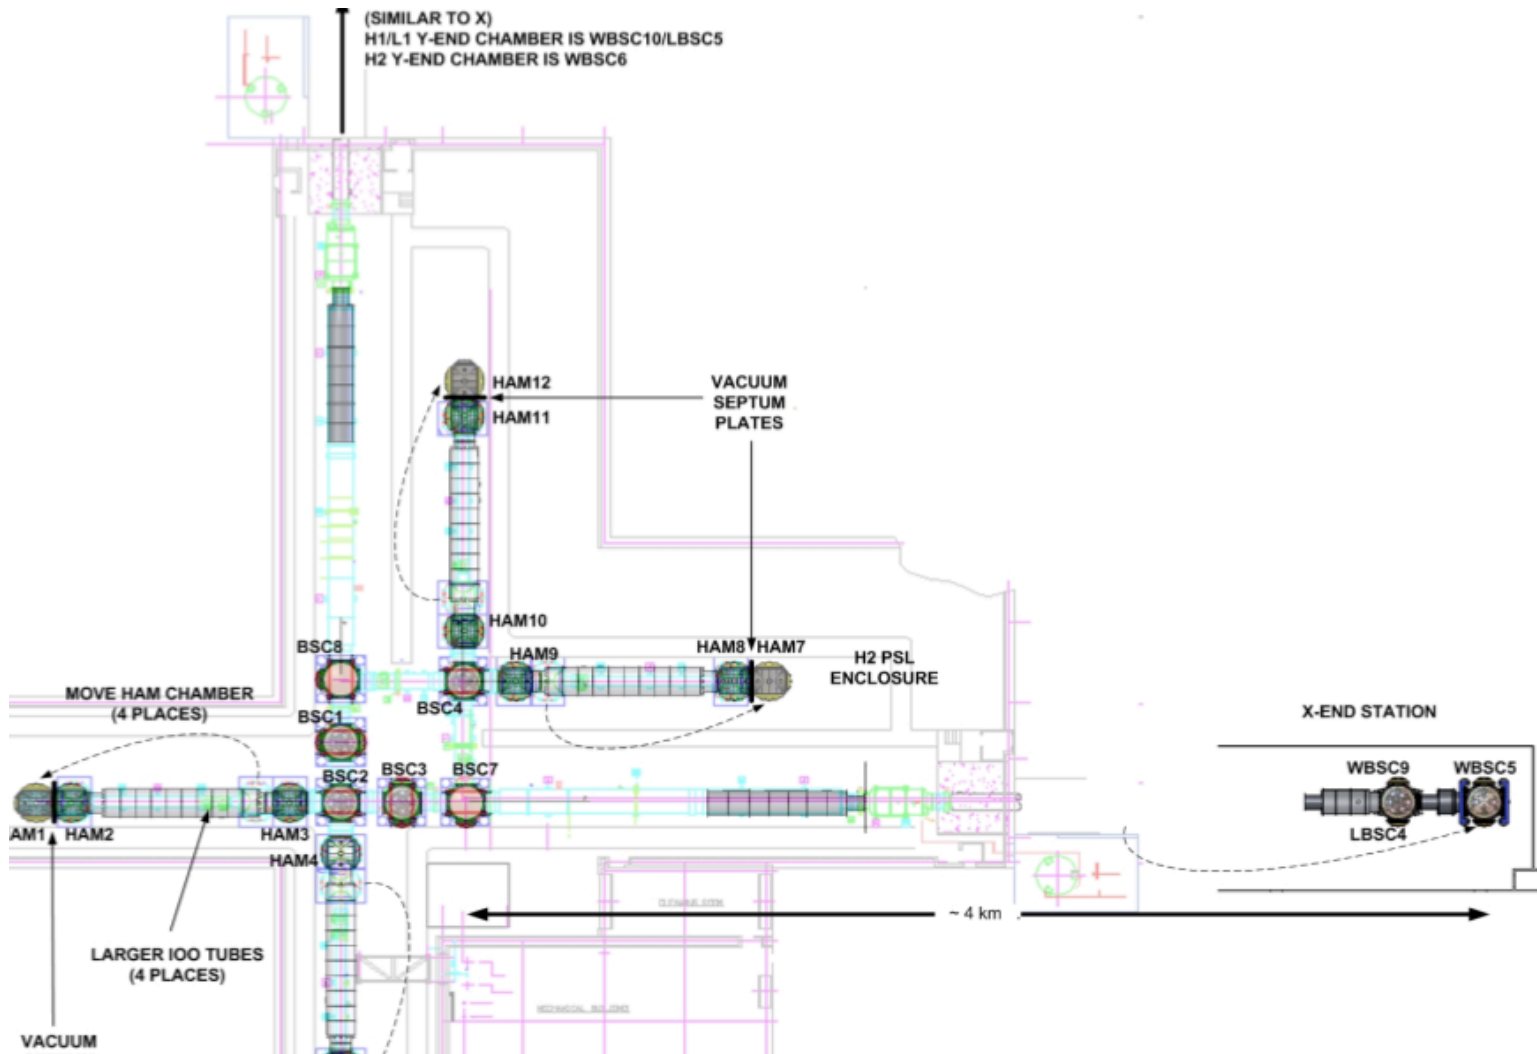 (SIMILAR TO X)
H1/L1 Y-END CHAMBER IS WBSC10/LBSC5
H2 Y-END CHAMBER IS WBSC6
HAM12
HAM11
VACUUM
SEPTUM
PLATES
HAM10
BSC8
HAM9
HAM8
HAM7
H2 PSL
ENCLOSURE
MOVE HAM CHAMBER
(4 PLACES)
BSC4
BSC1
X-END STATION
BSC2
BSC3
BSC7
WBSC9
WBSC5
AM1
HAM2
HAM3
LBSC4
HAM4
~ 4 km
LARGER IOO TUBES
(4 PLACES)
VACUUM